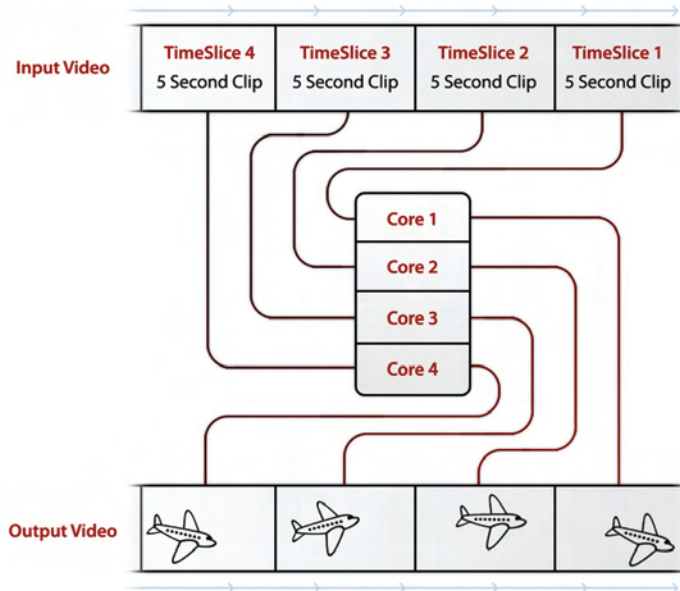 Input Video
TimeSlice 4
5 Second Clip
TimeSlice 3
5 Second Clip
TimeSlice 2
5 Second Clip
TimeSlice 1
5 Second Clip
Core 1
Core 2
Core 3
Core 4
Output Video